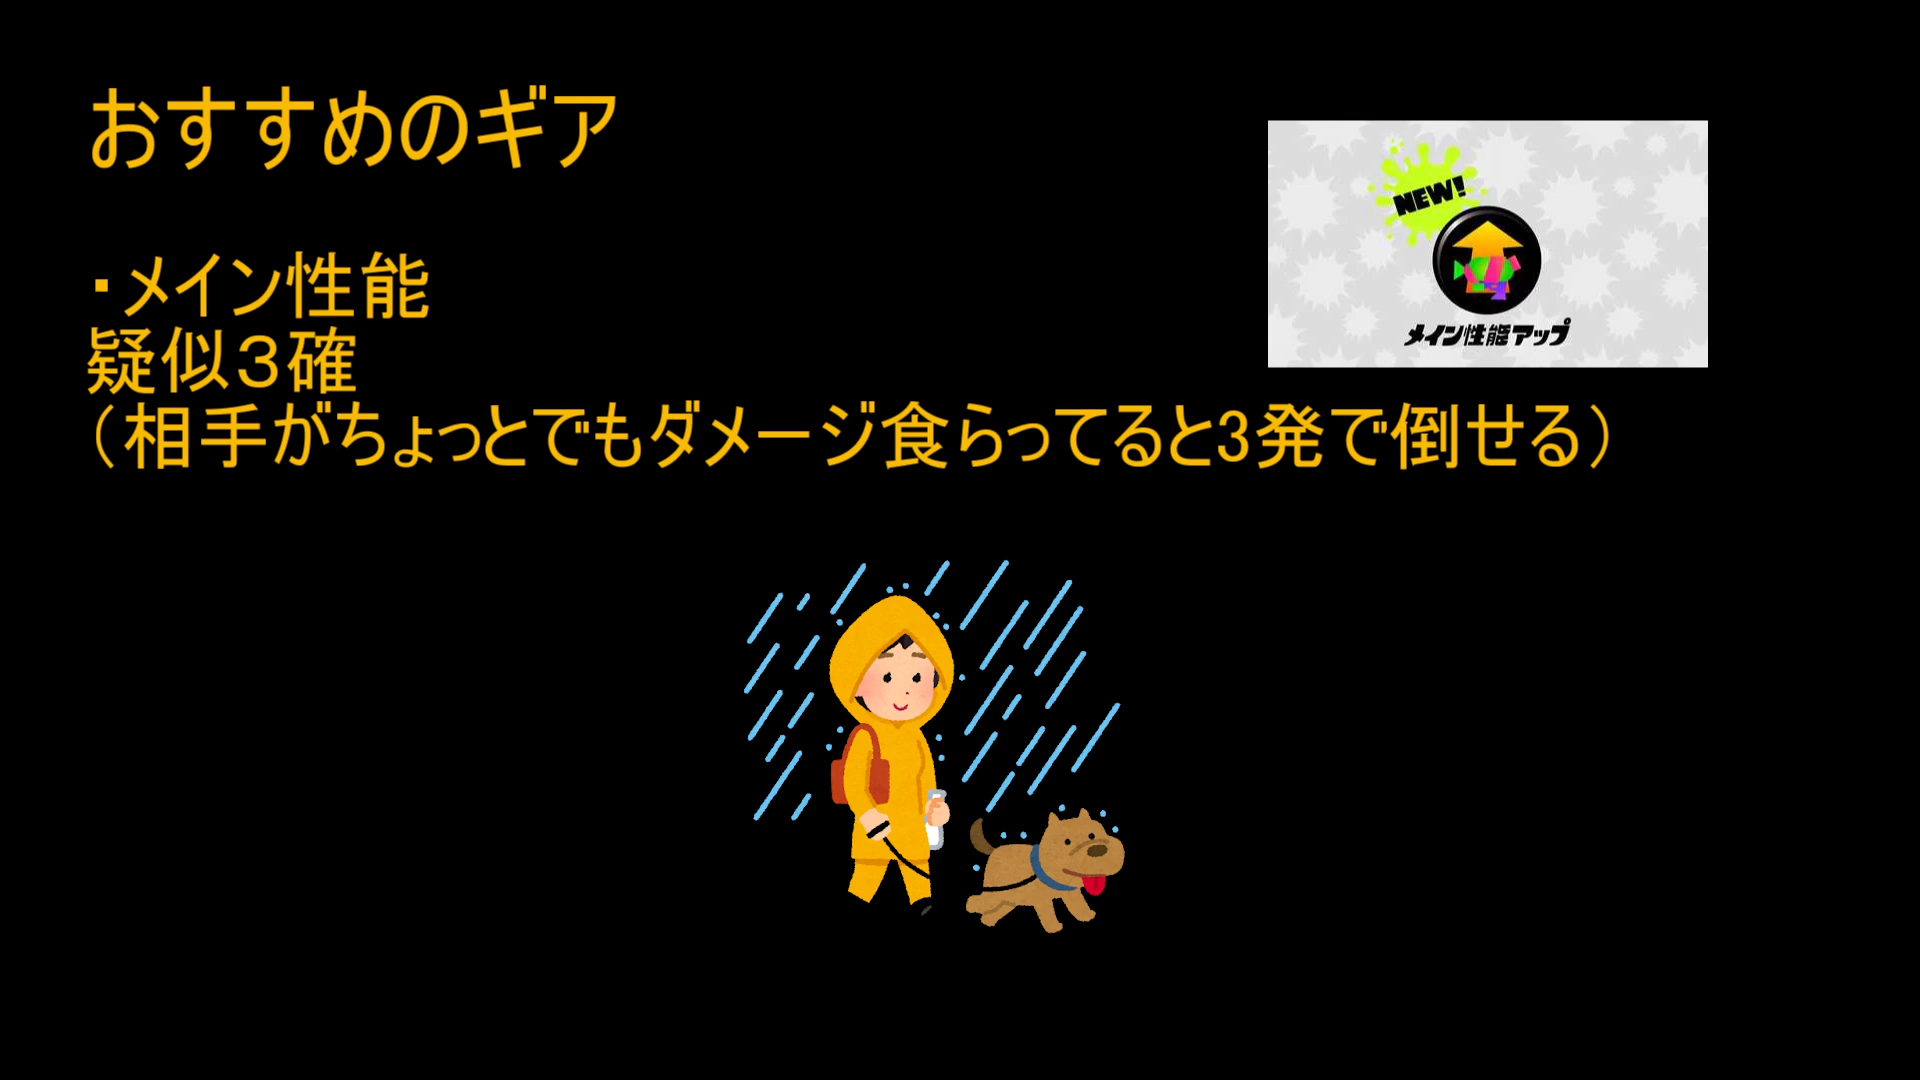 おすすめのギア
NEW!
メイン性能アップ
・メイン性能
疑似３確
（相手がちょっとでもダメージ食らってると3発で倒せる）